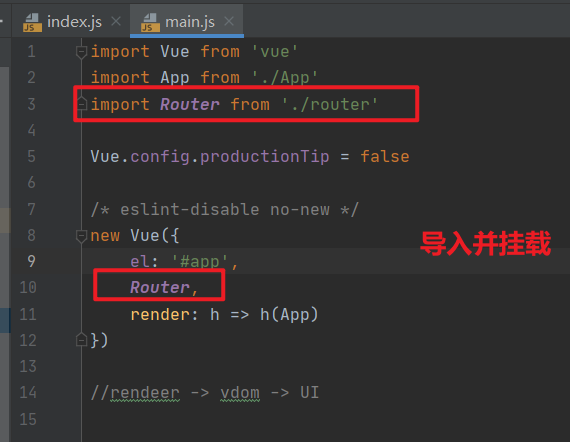 index.js × main.js ×
1 import Vue from 'vue'
2 import App from './App'
3 import Router from './router'
4
5 Vue.config.productionTip = false
6
7 /* eslint-disable no-new */
8 new Vue({
9 el: '#app',
导入并挂载
10 Router,
11 render: h => h(App)
12 })
13
14 //rendeer -> vdom -> UI
15